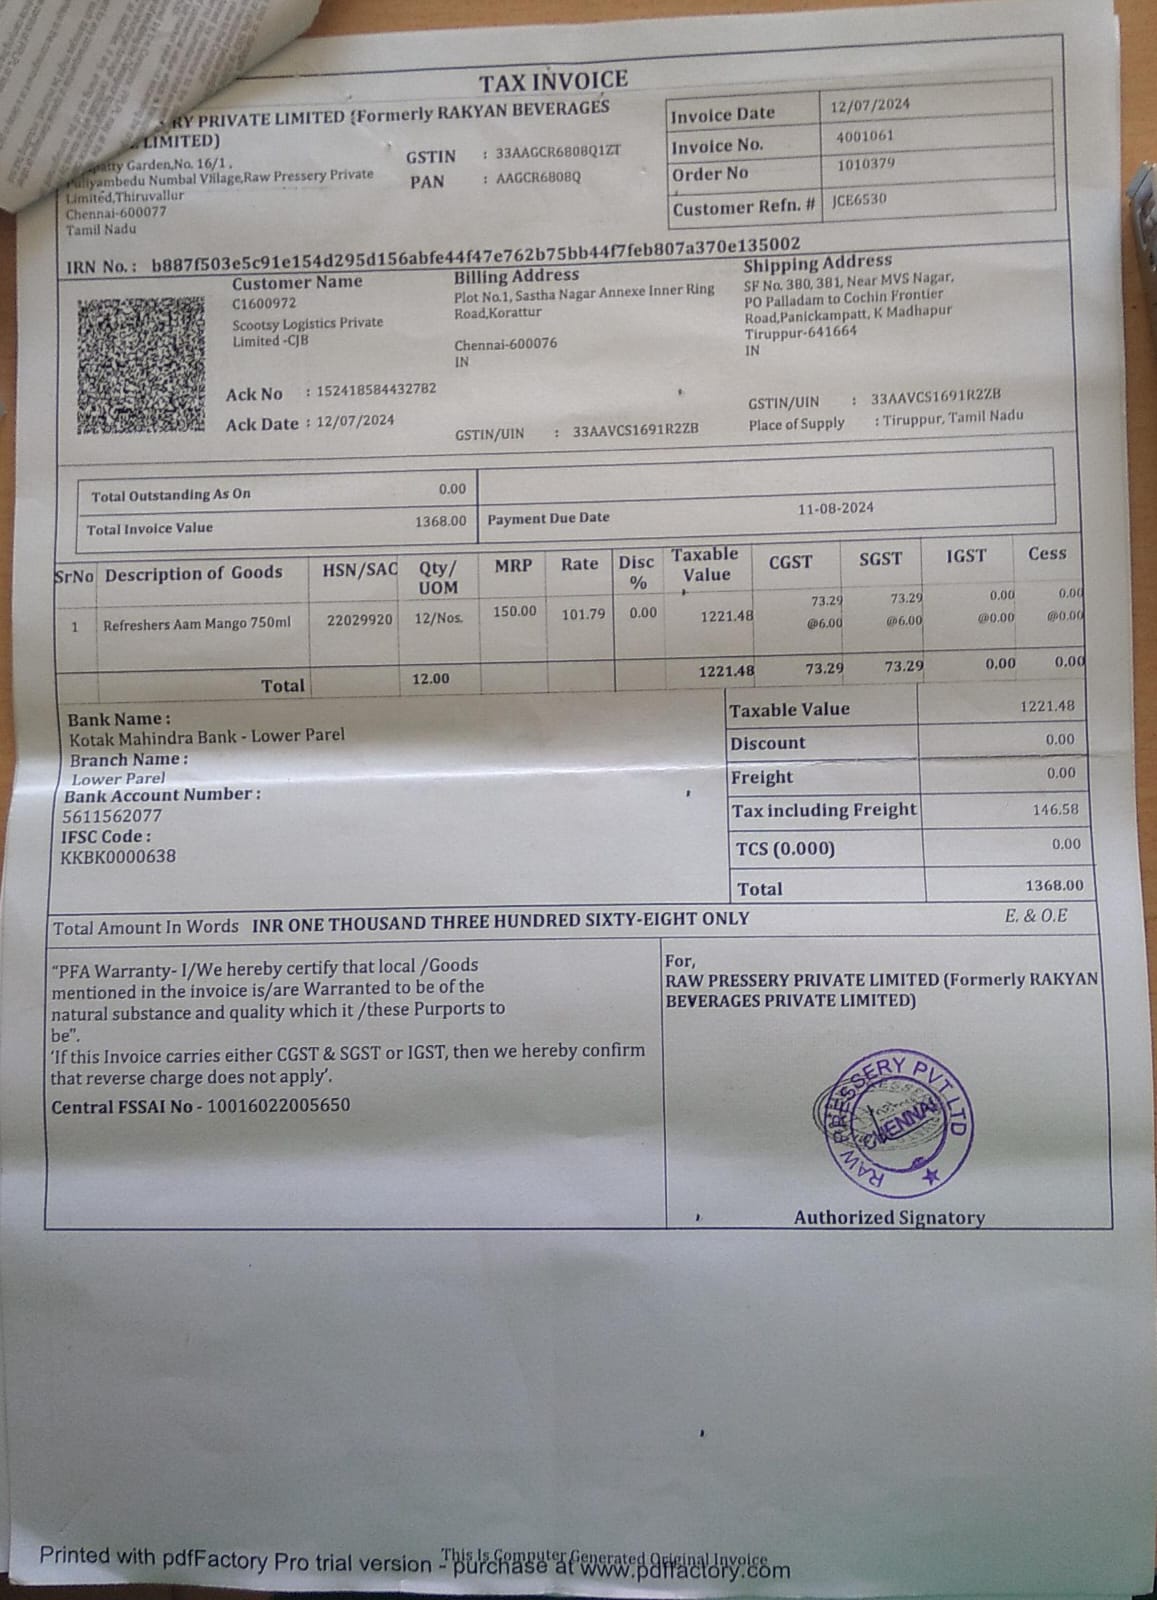 TAX INVOICE
RY PRIVATE LIMITED (Formerly RAKYAN BEVERAGES
LIMITED)
Garden,No. 16/1 ,
Numbal Village,Raw Pressery Private
Limited,Thiruvallur
Chennai-600077
Tamil Nadu
GSTIN : 33AAGCR6808Q1ZT
PAN : AAGCR6808Q
Invoice Date 12/07/2024
Invoice No. 4001061
Order No 1010379
Customer Refn. # JCE6530
IRN No. : b887f503e5c91e154d295d156abfe44f47e762b75bb44f7feb807a370e135002
Customer Name
C1600972
Scootsy Logistics Private
Limited -CJB
Ack No : 152418584432782
Ack Date : 12/07/2024
Billing Address
Plot No.1, Sastha Nagar Annexe Inner Ring
Road,Korattur
Chennai-600076
IN
GSTIN/UIN : 33AAVCS1691R2ZB
Shipping Address
SF No. 380, 381, Near MVS Nagar,
PO Palladam to Cochin Frontier
Road,Panickampatt, K Madhapur
Tiruppur-641664
IN
GSTIN/UIN : 33AAVCS1691R2ZB
Place of Supply : Tiruppur, Tamil Nadu
Total Outstanding As On 0.00
Total Invoice Value 1368.00 Payment Due Date 11-08-2024
SrNo Description of Goods HSN/SAC Qty/ UOM MRP Rate Disc % Taxable Value CGST SGST IGST Cess
1 Refreshers Aam Mango 750ml 22029920 12/Nos. 150.00 101.79 0.00 1221.48 73.29 73.29 0.00 0.00
@6.00 @6.00 @0.00 @0.00
Total 12.00 1221.48 73.29 73.29 0.00 0.00
Bank Name :
Kotak Mahindra Bank - Lower Parel
Branch Name :
Lower Parel
Bank Account Number :
5611562077
IFSC Code :
KKBK0000638
Taxable Value 1221.48
Discount 0.00
Freight 0.00
Tax including Freight 146.58
TCS (0.000) 0.00
Total 1368.00
Total Amount In Words INR ONE THOUSAND THREE HUNDRED SIXTY-EIGHT ONLY E. & O.E
"PFA Warranty- I/We hereby certify that local /Goods
mentioned in the invoice is/are Warranted to be of the
natural substance and quality which it /these Purports to
be".
'If this Invoice carries either CGST & SGST or IGST, then we hereby confirm
that reverse charge does not apply'.
Central FSSAI No - 10016022005650
For,
RAW PRESSERY PRIVATE LIMITED (Formerly RAKYAN
BEVERAGES PRIVATE LIMITED)
RAW PRESSERY PVT LTD
CHENNAI
Authorized Signatory
This Is Computer Generated Original Invoice
Printed with pdfFactory Pro trial version - purchase at www.pdffactory.com